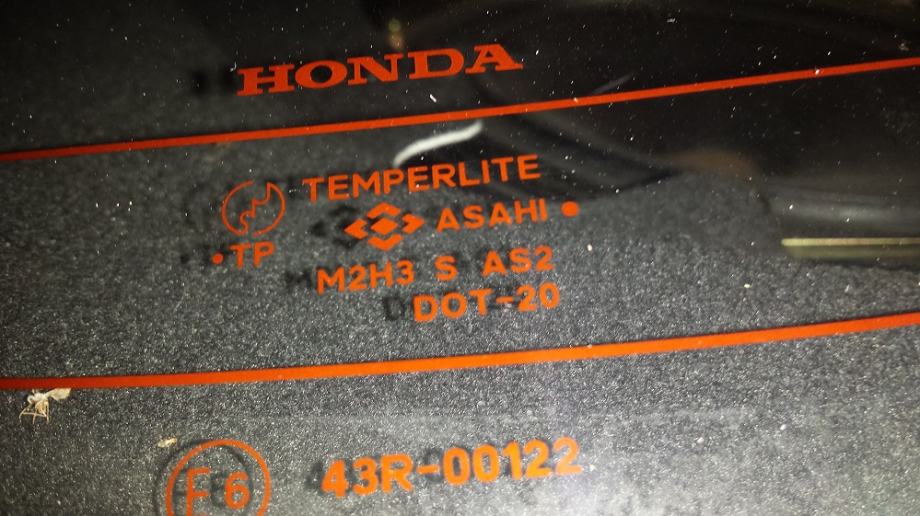 HONDA
TEMPERLITE
ASAHI •
• TP
M2H3 S AS2
DOT-20
E6 43R-00122